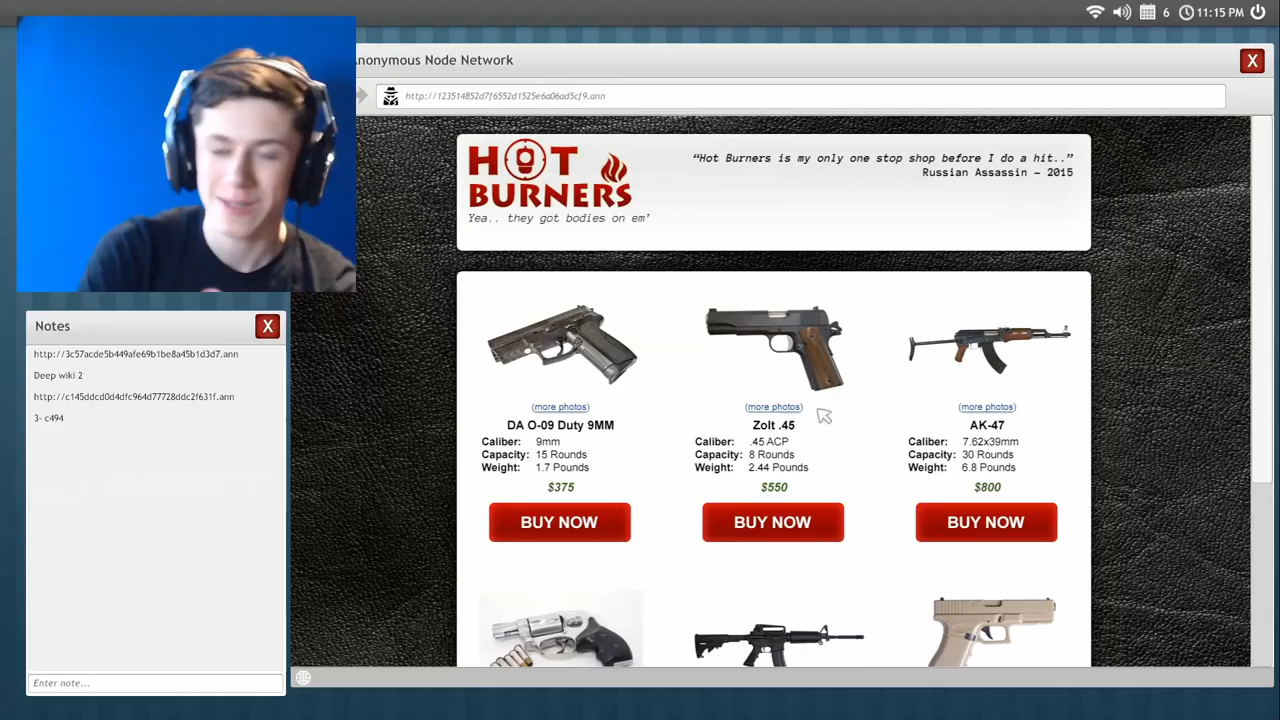 6 11:15 PM
Anonymous Node Network
X
http://123514852d7f6552d1525e6a06ad5cf9.ann
HOT
BURNERS
Yea.. they got bodies on em’
“Hot Burners is my only one stop shop before I do a hit..”
Russian Assassin – 2015
Notes
X
http://3c57acde5b449afe69b1be8a45b1d3d7.ann
Deep wiki 2
http://c145ddcd0d4dfc964d77728ddc2f631f.ann
3- c494
Enter note...
(more photos)
DA O-09 Duty 9MM
Caliber: 9mm
Capacity: 15 Rounds
Weight: 1.7 Pounds
$375
BUY NOW
(more photos)
Zolt .45
Caliber: .45 ACP
Capacity: 8 Rounds
Weight: 2.44 Pounds
$550
BUY NOW
(more photos)
AK-47
Caliber: 7.62x39mm
Capacity: 30 Rounds
Weight: 6.8 Pounds
$800
BUY NOW